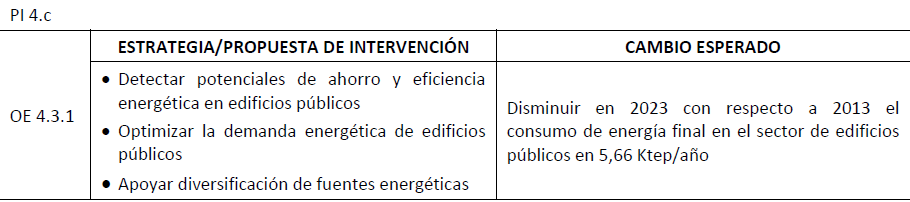 PI 4.c
ESTRATEGIA/PROPUESTA DE INTERVENCIÓN
CAMBIO ESPERADO
OE 4.3.1
• Detectar potenciales de ahorro y eficiencia
energética en edificios públicos
• Optimizar la demanda energética de edificios
públicos
• Apoyar diversificación de fuentes energéticas
Disminuir en 2023 con respecto a 2013 el
consumo de energía final en el sector de edificios
públicos en 5,66 Ktep/año